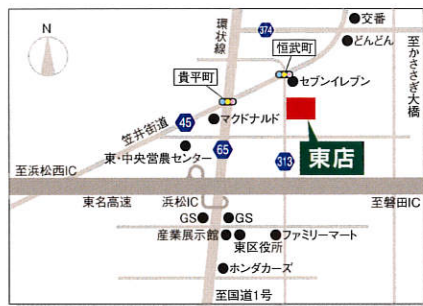 N
環状線
374
交番
どんどん
至かささぎ大橋
恒武町
セブンイレブン
貴平町
マクドナルド
笠井街道
45
東・中央営農センター
65
313
東店
至浜松西IC
東名高速
浜松IC
至磐田IC
GS
GS
産業展示館
東区役所
ファミリーマート
ホンダカーズ
至国道1号